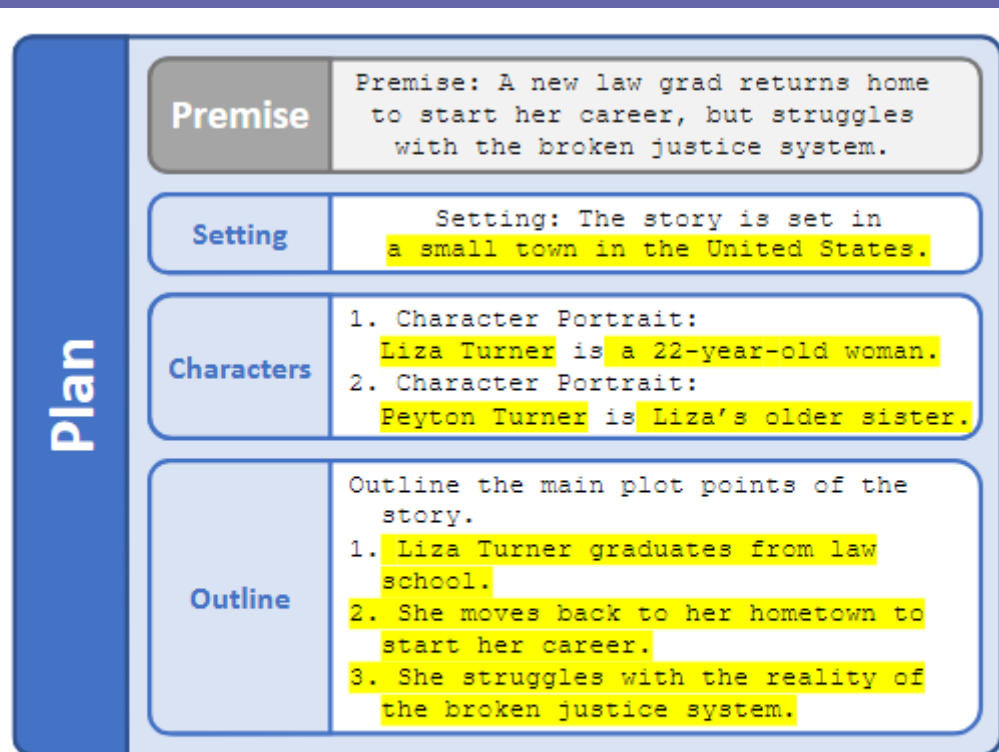 Plan
Premise
Premise: A new law grad returns home
to start her career, but struggles
with the broken justice system.
Setting
Setting: The story is set in
a small town in the United States.
Characters
1. Character Portrait:
Liza Turner is a 22-year-old woman.
2. Character Portrait:
Peyton Turner is Liza’s older sister.
Outline
Outline the main plot points of the
story.
1. Liza Turner graduates from law
school.
2. She moves back to her hometown to
start her career.
3. She struggles with the reality of
the broken justice system.